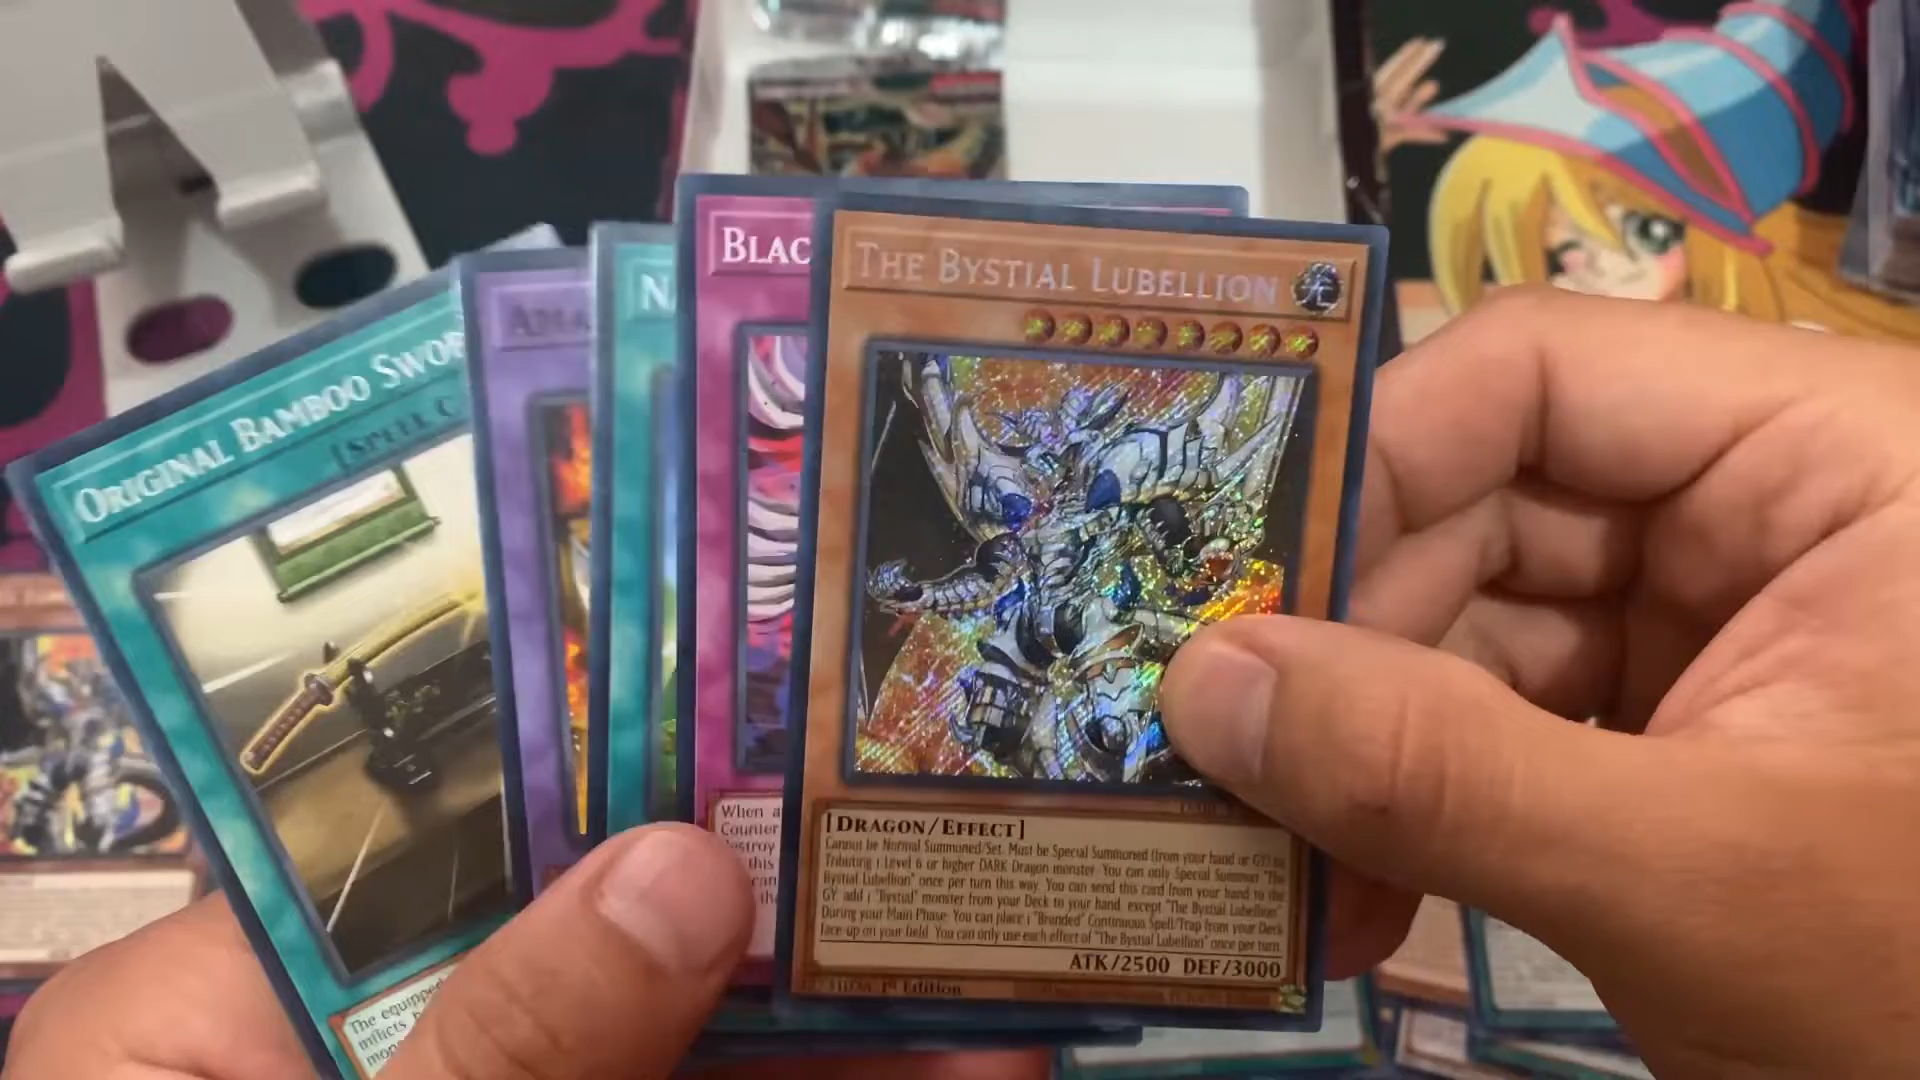 THE BYSTIAL LUBELLION
光
[DRAGON/EFFECT]
Cannot be Normal Summoned/Set. Must be Special Summoned (from your hand or GY) by
Tributing 1 Level 6 or higher DARK Dragon monster. You can only Special Summon "The
Bystial Lubellion" once per turn this way. You can send this card from your hand to the
GY; add 1 "Bystial" monster from your Deck to your hand, except "The Bystial Lubellion".
During your Main Phase: You can place 1 "Branded" Continuous Spell/Trap from your Deck
face-up on your field. You can only use each effect of "The Bystial Lubellion" once per turn.
ATK/2500 DEF/3000
1st Edition
BLAC
When a
Counter
destroy
this
ORIGINAL BAMBOO SWOR
[SPELL C
The equipped
inflicts